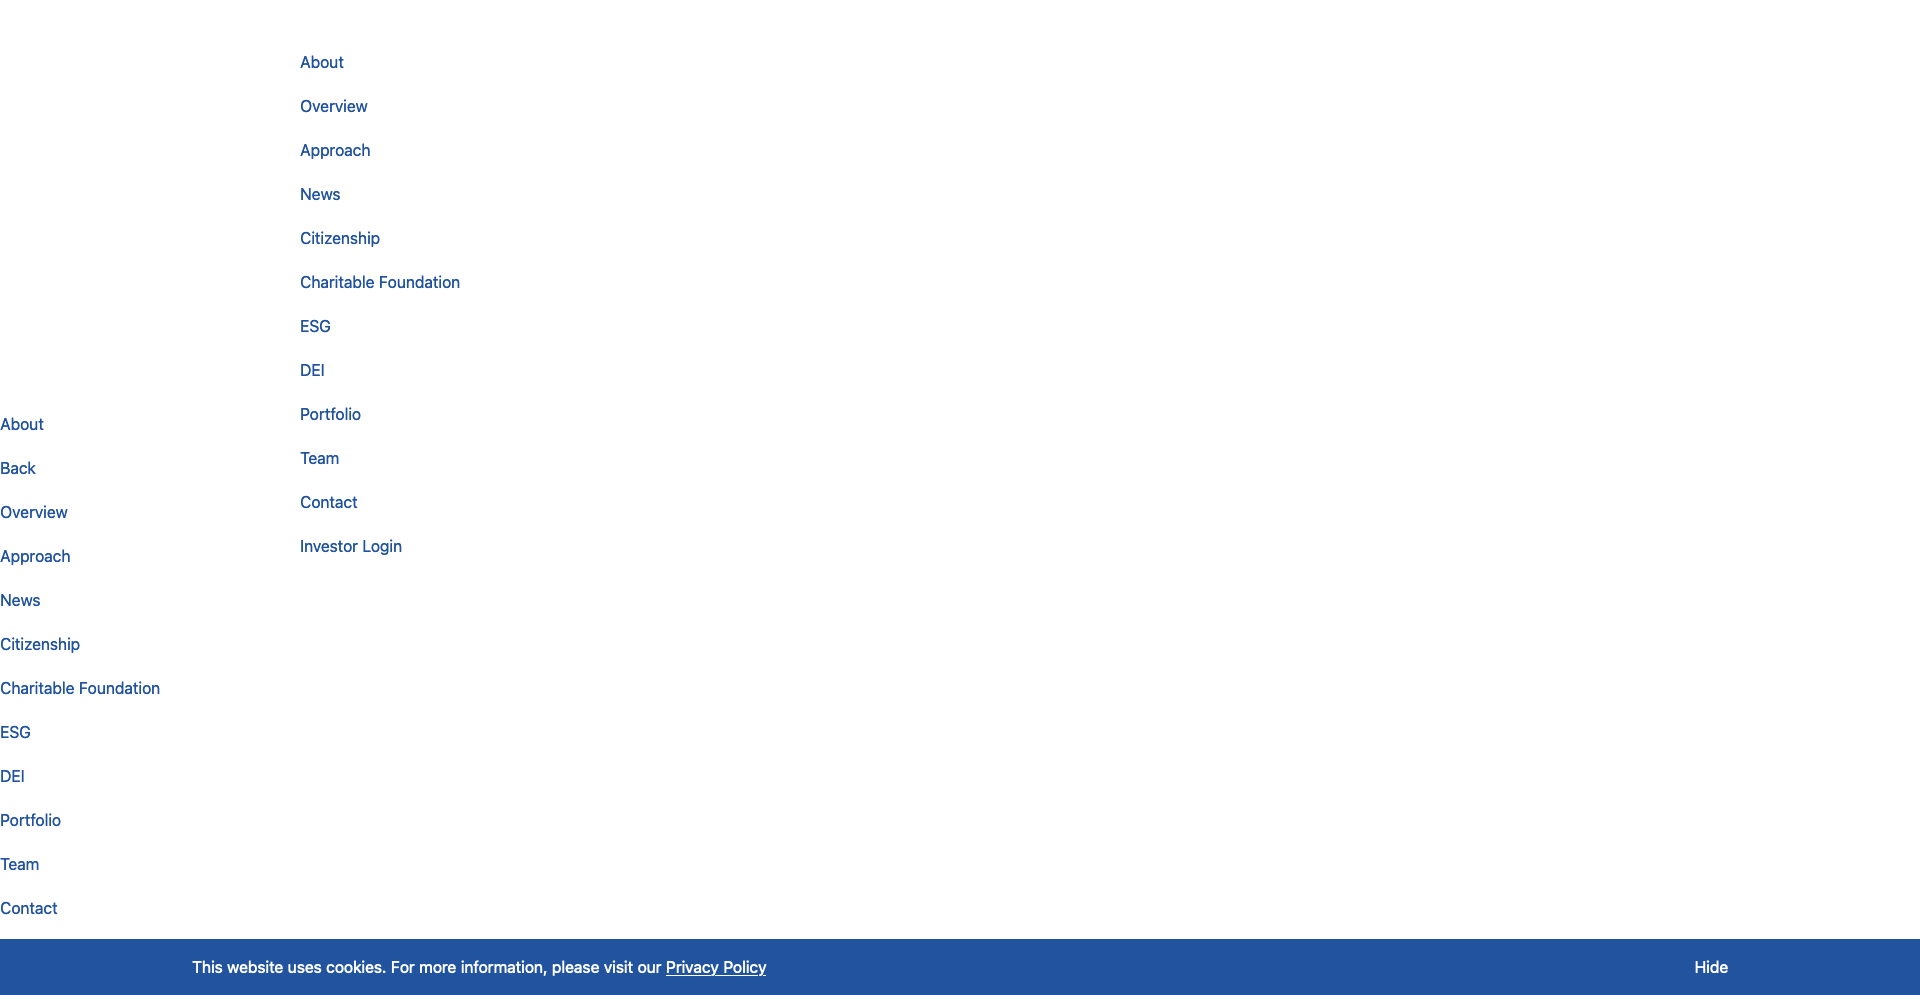 About
Overview
Approach
News
Citizenship
Charitable Foundation
ESG
DEI
Portfolio
Team
Contact
Investor Login
About
Back
Overview
Approach
News
Citizenship
Charitable Foundation
ESG
DEI
Portfolio
Team
Contact
This website uses cookies. For more information, please visit our Privacy Policy
Hide